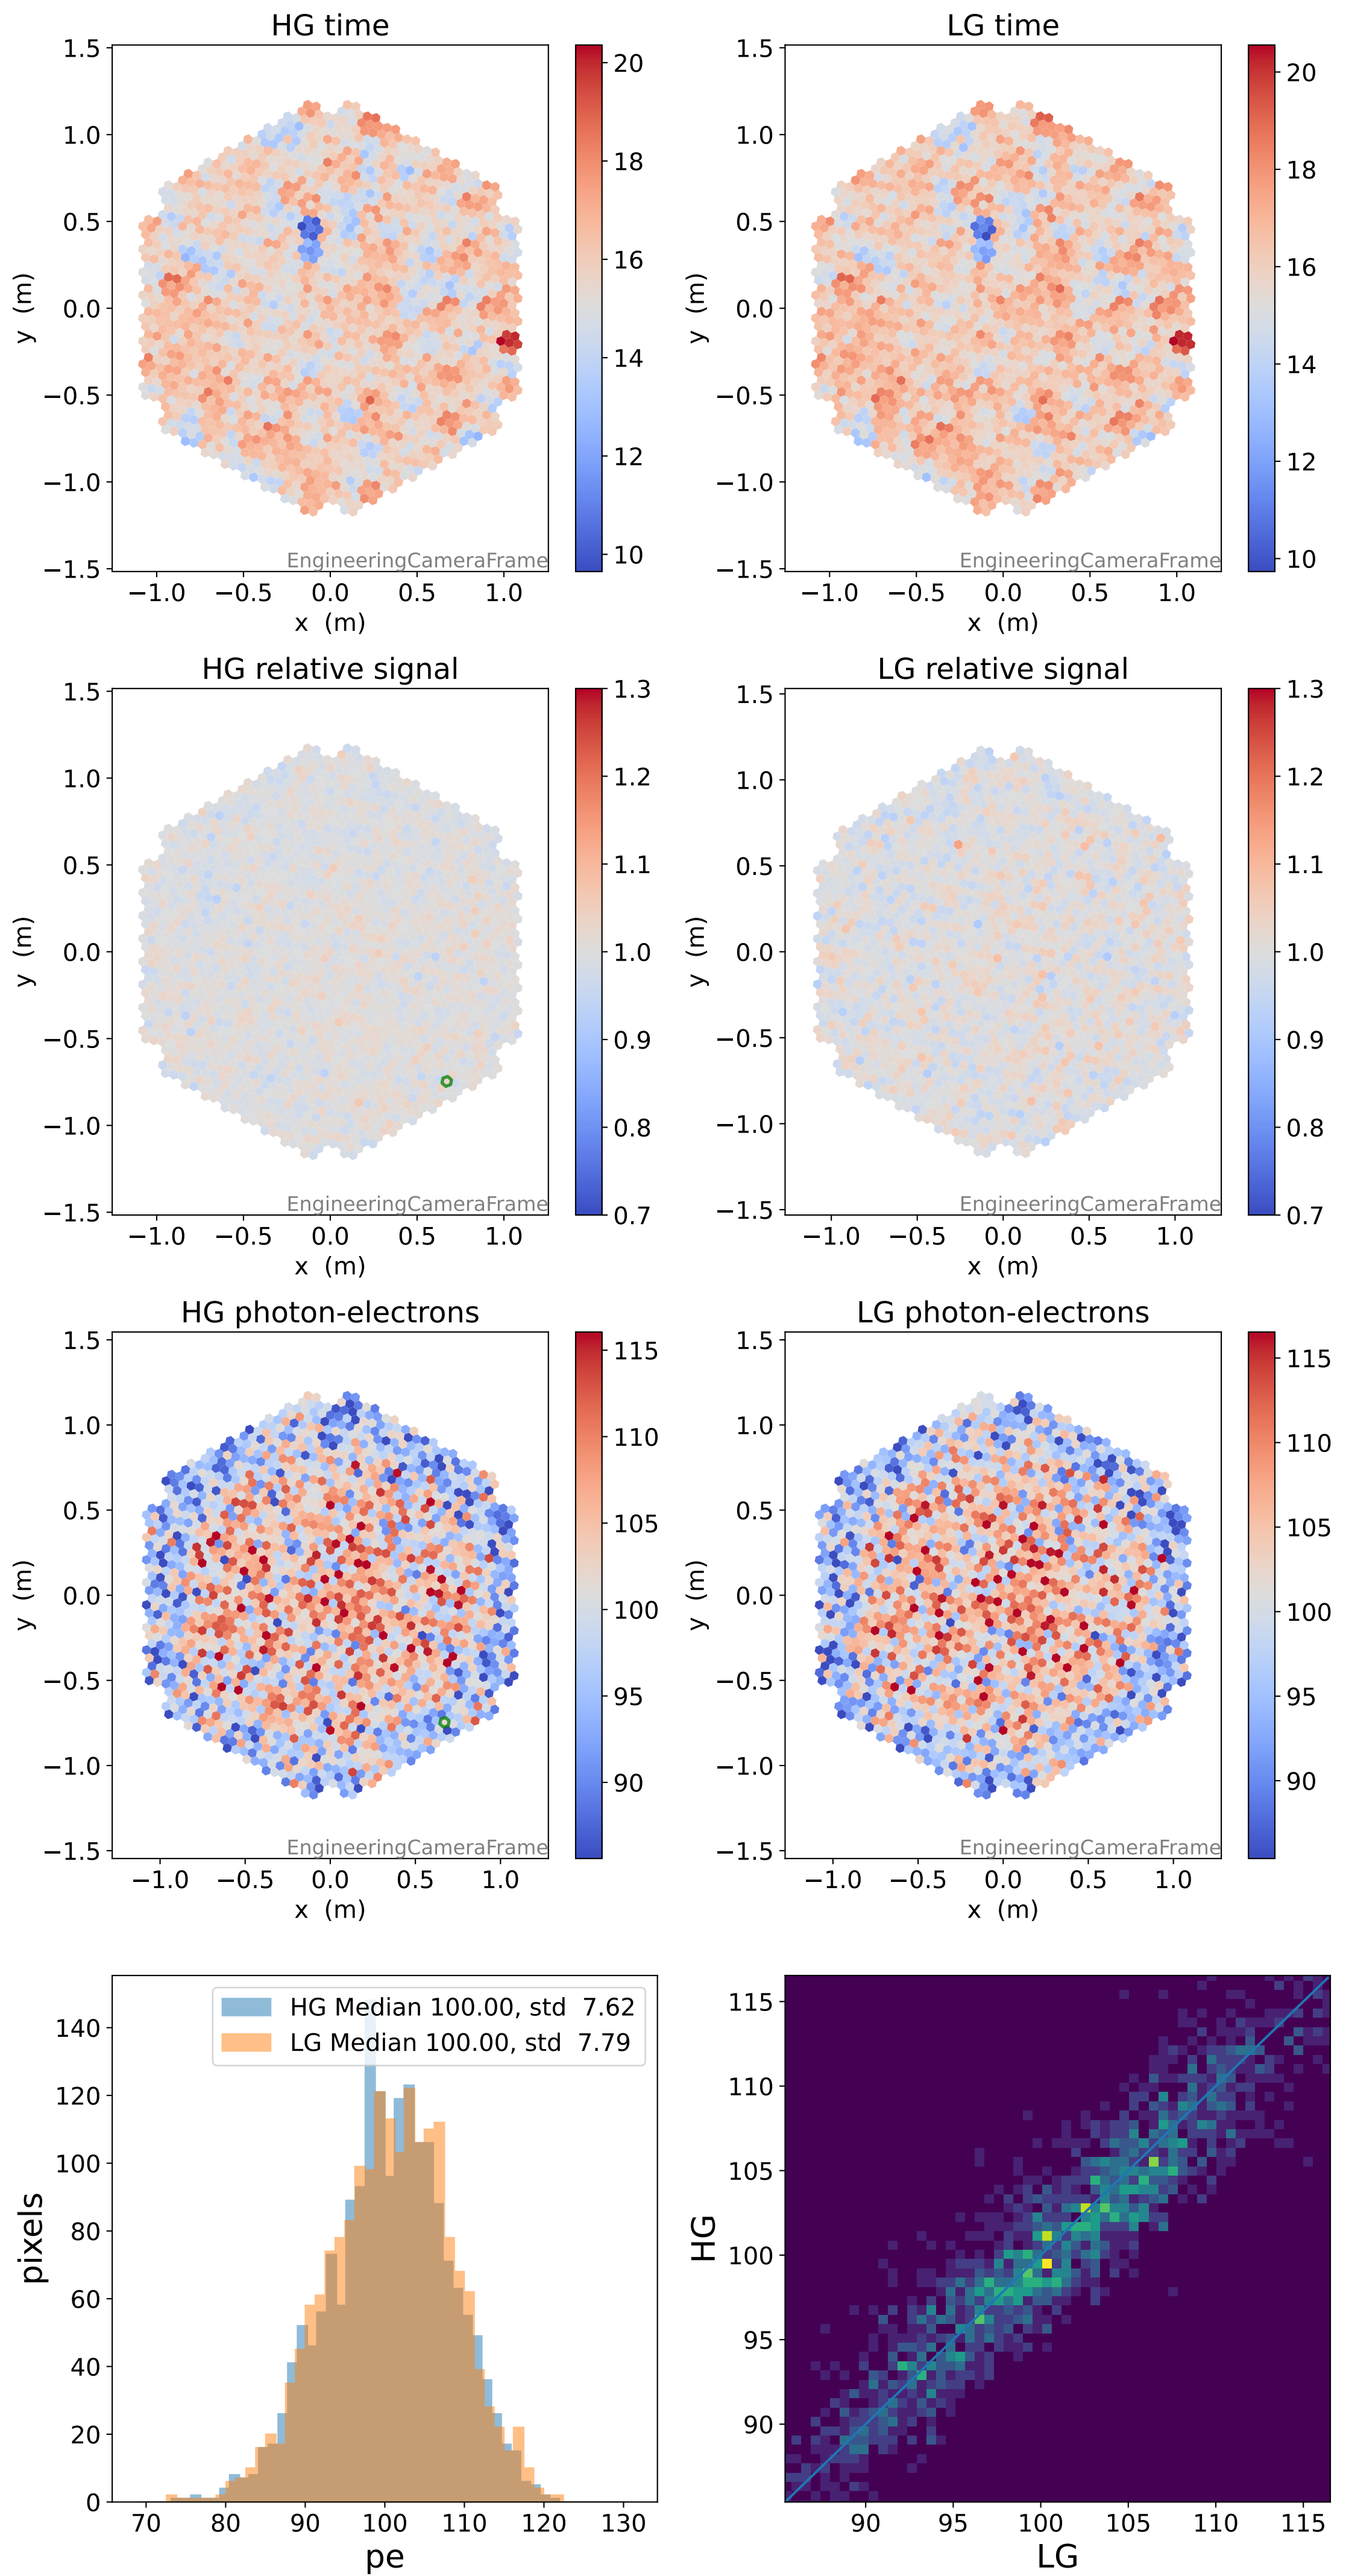 HG time
LG time
1.5
1.0
0.5
0.0
−0.5
−1.0
−1.5
y (m)
−1.0 −0.5 0.0 0.5 1.0
x (m)
EngineeringCameraFrame
20
18
16
14
12
10
1.5
1.0
0.5
0.0
−0.5
−1.0
−1.5
y (m)
−1.0 −0.5 0.0 0.5 1.0
x (m)
EngineeringCameraFrame
20
18
16
14
12
10
HG relative signal
LG relative signal
1.5
1.0
0.5
0.0
−0.5
−1.0
−1.5
y (m)
−1.0 −0.5 0.0 0.5 1.0
x (m)
EngineeringCameraFrame
1.3
1.2
1.1
1.0
0.9
0.8
0.7
1.5
1.0
0.5
0.0
−0.5
−1.0
−1.5
y (m)
−1.0 −0.5 0.0 0.5 1.0
x (m)
EngineeringCameraFrame
1.3
1.2
1.1
1.0
0.9
0.8
0.7
HG photon-electrons
LG photon-electrons
1.5
1.0
0.5
0.0
−0.5
−1.0
−1.5
y (m)
−1.0 −0.5 0.0 0.5 1.0
x (m)
EngineeringCameraFrame
115
110
105
100
95
90
1.5
1.0
0.5
0.0
−0.5
−1.0
−1.5
y (m)
−1.0 −0.5 0.0 0.5 1.0
x (m)
EngineeringCameraFrame
115
110
105
100
95
90
HG Median 100.00, std 7.62
LG Median 100.00, std 7.79
140
120
100
80
60
40
20
0
pixels
70 80 90 100 110 120 130
pe
115
110
105
100
95
90
HG
90 95 100 105 110 115
LG